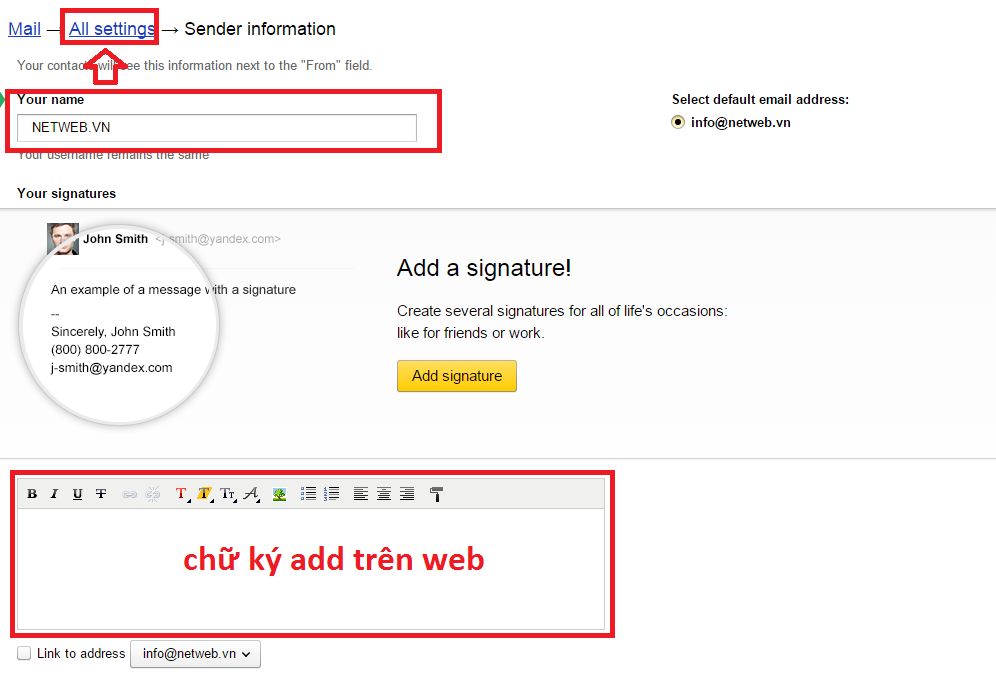 Mail → All settings → Sender information
Your contacts will see this information next to the "From" field.
Your name
NETWEB.VN
Your username remains the same
Select default email address:
info@netweb.vn
Your signatures
John Smith <j-smith@yandex.com>
An example of a message with a signature
--
Sincerely, John Smith
(800) 800-2777
j-smith@yandex.com
Add a signature!
Create several signatures for all of life's occasions:
like for friends or work.
Add signature
B I U T T T Tт A
chữ ký add trên web
Link to address info@netweb.vn